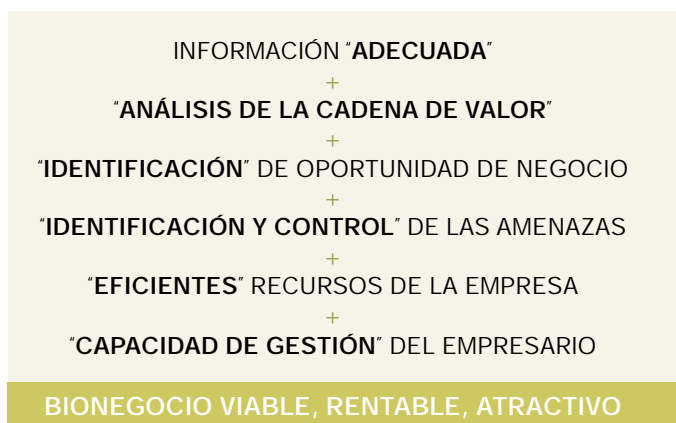 INFORMACIÓN "ADECUADA"
+
"ANÁLISIS DE LA CADENA DE VALOR"
+
"IDENTIFICACIÓN" DE OPORTUNIDAD DE NEGOCIO
+
"IDENTIFICACIÓN Y CONTROL" DE LAS AMENAZAS
+
"EFICIENTES" RECURSOS DE LA EMPRESA
+
"CAPACIDAD DE GESTIÓN" DEL EMPRESARIO
BIONEGOCIO VIABLE, RENTABLE, ATRACTIVO